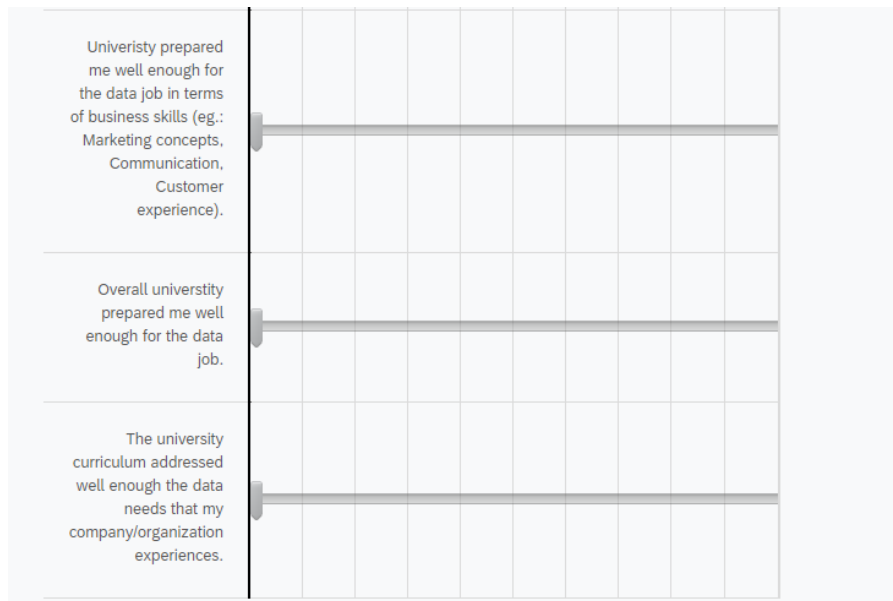 Univeristy prepared
me well enough for
the data job in terms
of business skills (eg.:
Marketing concepts,
Communication,
Customer
experience).
Overall universtity
prepared me well
enough for the data
job.
The university
curriculum addressed
well enough the data
needs that my
company/organization
experiences.